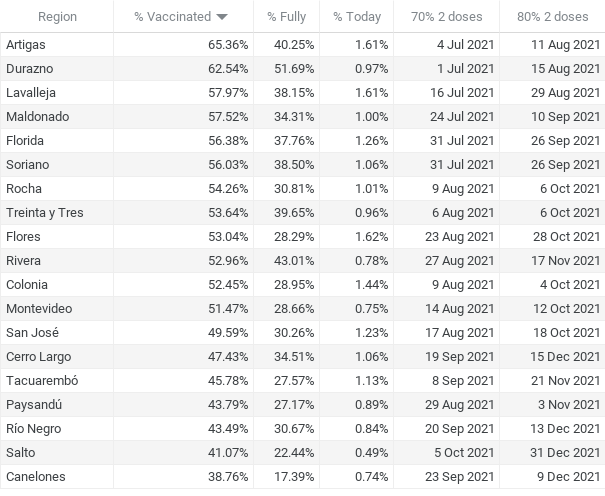 Region % Vaccinated % Fully % Today 70% 2 doses 80% 2 doses
Artigas 65.36% 40.25% 1.61% 4 Jul 2021 11 Aug 2021
Durazno 62.54% 51.69% 0.97% 1 Jul 2021 15 Aug 2021
Lavalleja 57.97% 38.15% 1.61% 16 Jul 2021 29 Aug 2021
Maldonado 57.52% 34.31% 1.00% 24 Jul 2021 10 Sep 2021
Florida 56.38% 37.76% 1.26% 31 Jul 2021 26 Sep 2021
Soriano 56.03% 38.50% 1.06% 31 Jul 2021 26 Sep 2021
Rocha 54.26% 30.81% 1.01% 9 Aug 2021 6 Oct 2021
Treinta y Tres 53.64% 39.65% 0.96% 6 Aug 2021 6 Oct 2021
Flores 53.04% 28.29% 1.62% 23 Aug 2021 28 Oct 2021
Rivera 52.96% 43.01% 0.78% 27 Aug 2021 17 Nov 2021
Colonia 52.45% 28.95% 1.44% 9 Aug 2021 4 Oct 2021
Montevideo 51.47% 28.66% 0.75% 14 Aug 2021 12 Oct 2021
San José 49.59% 30.26% 1.23% 17 Aug 2021 18 Oct 2021
Cerro Largo 47.43% 34.51% 1.06% 19 Sep 2021 15 Dec 2021
Tacuarembó 45.78% 27.57% 1.13% 8 Sep 2021 21 Nov 2021
Paysandú 43.79% 27.17% 0.89% 29 Aug 2021 3 Nov 2021
Río Negro 43.49% 30.67% 0.84% 20 Sep 2021 13 Dec 2021
Salto 41.07% 22.44% 0.49% 5 Oct 2021 31 Dec 2021
Canelones 38.76% 17.39% 0.74% 23 Sep 2021 9 Dec 2021